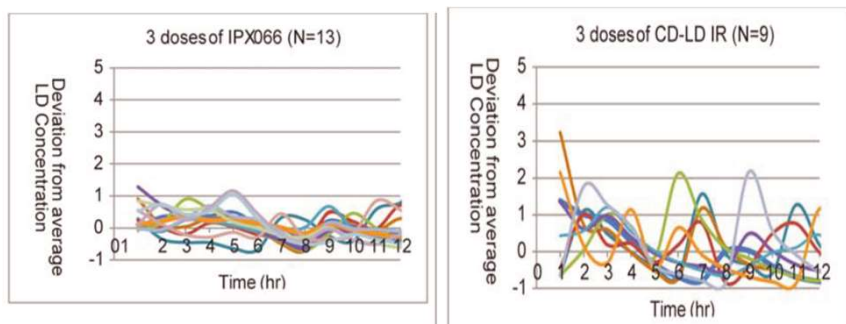 3 doses of IPX066 (N=13)
Deviation from average
LD Concentration
5
4
3
2
1
0
-1
01 2 3 4 5 6 7 8 9 10 11 12
Time (hr)
3 doses of CD-LD IR (N=9)
Deviation from average
LD Concentration
5
4
3
2
1
0
-1
0 1 2 3 4 5 6 7 8 9 10 11 12
Time (hr)